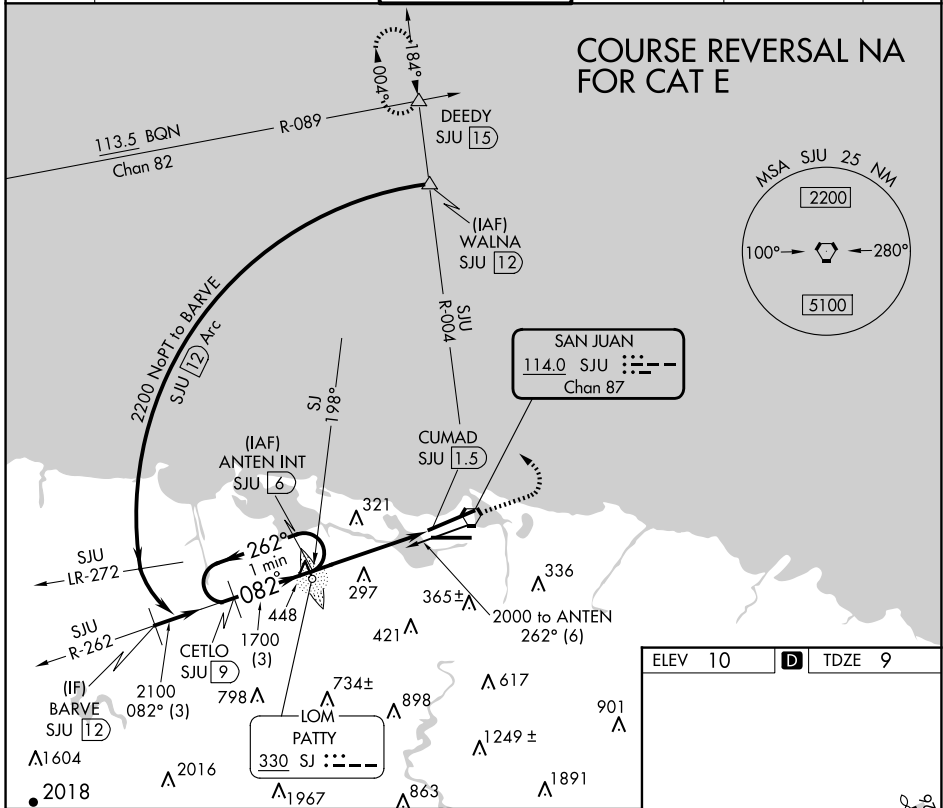 COURSE REVERSAL NA
FOR CAT E
184°
004°
DEEDY
SJU 15
113.5 BQN
Chan 82
R-089
(IAF)
WALNA
SJU 12
MSA SJU 25 NM
2200
100°
280°
5100
2200 NoPT to BARVE
SJU 12 Arc
SJU
R-004
SAN JUAN
114.0 SJU
Chan 87
SJ
198°
(IAF)
ANTEN INT
SJU 6
CUMAD
SJU 1.5
321
SJU
LR-272
262°
1 min
082°
297
336
365±
448
421
2000 to ANTEN
262° (6)
SJU
R-262
CETLO
SJU 9
1700
(3)
(IF)
BARVE
SJU 12
2100
082° (3)
798
734±
898
617
901
LOM
PATTY
330 SJ
1249 ±
1604
2018
2016
1967
863
1891
ELEV 10
D
TDZE 9